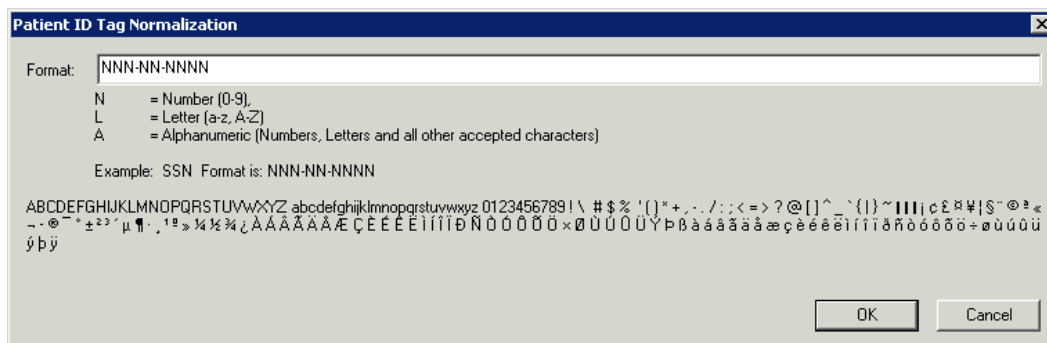 Patient ID Tag Normalization
Format: NNN-NN-NNNN
N = Number (0-9),
L = Letter (a-z, A-Z)
A = Alphanumeric (Numbers, Letters and all other accepted characters)
Example: SSN Format is: NNN-NN-NNNN
ABCDEFGHIJKLMNOPQRSTUVWXYZ abcdefghijklmnopqrstuvwxyz 0123456789 ! \ # $ % ' ( ) * + , - . / : ; < = > ? @ [ ] ^ _ ` { | } ~ ¡ ¢ £ ¤ ¥ ¦ § ¨ © ª «
¬ - ® ¯ ° ± ² ³ ´ µ ¶ · ¸ ¹ º » ¼ ½ ¾ ¿ À Á Â Ã Ä Å Æ Ç È É Ê Ë Ì Í Î Ï Ð Ñ Ò Ó Ô Õ Ö × Ø Ù Ú Û Ü Ý Þ ß à á â ã ä å æ ç è é ê ë ì í î ï ð ñ ò ó ô õ ö ÷ ø ù ú û ü
ý þ ÿ
OK Cancel